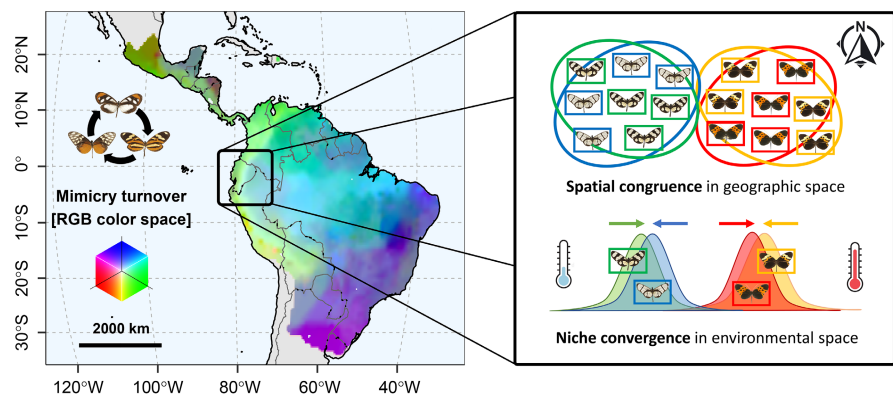 20°N
10°N
0°
10°S
20°S
30°S
Mimicry turnover
[RGB color space]
2000 km
120°W
100°W
80°W
60°W
40°W
N
Spatial congruence in geographic space
Niche convergence in environmental space